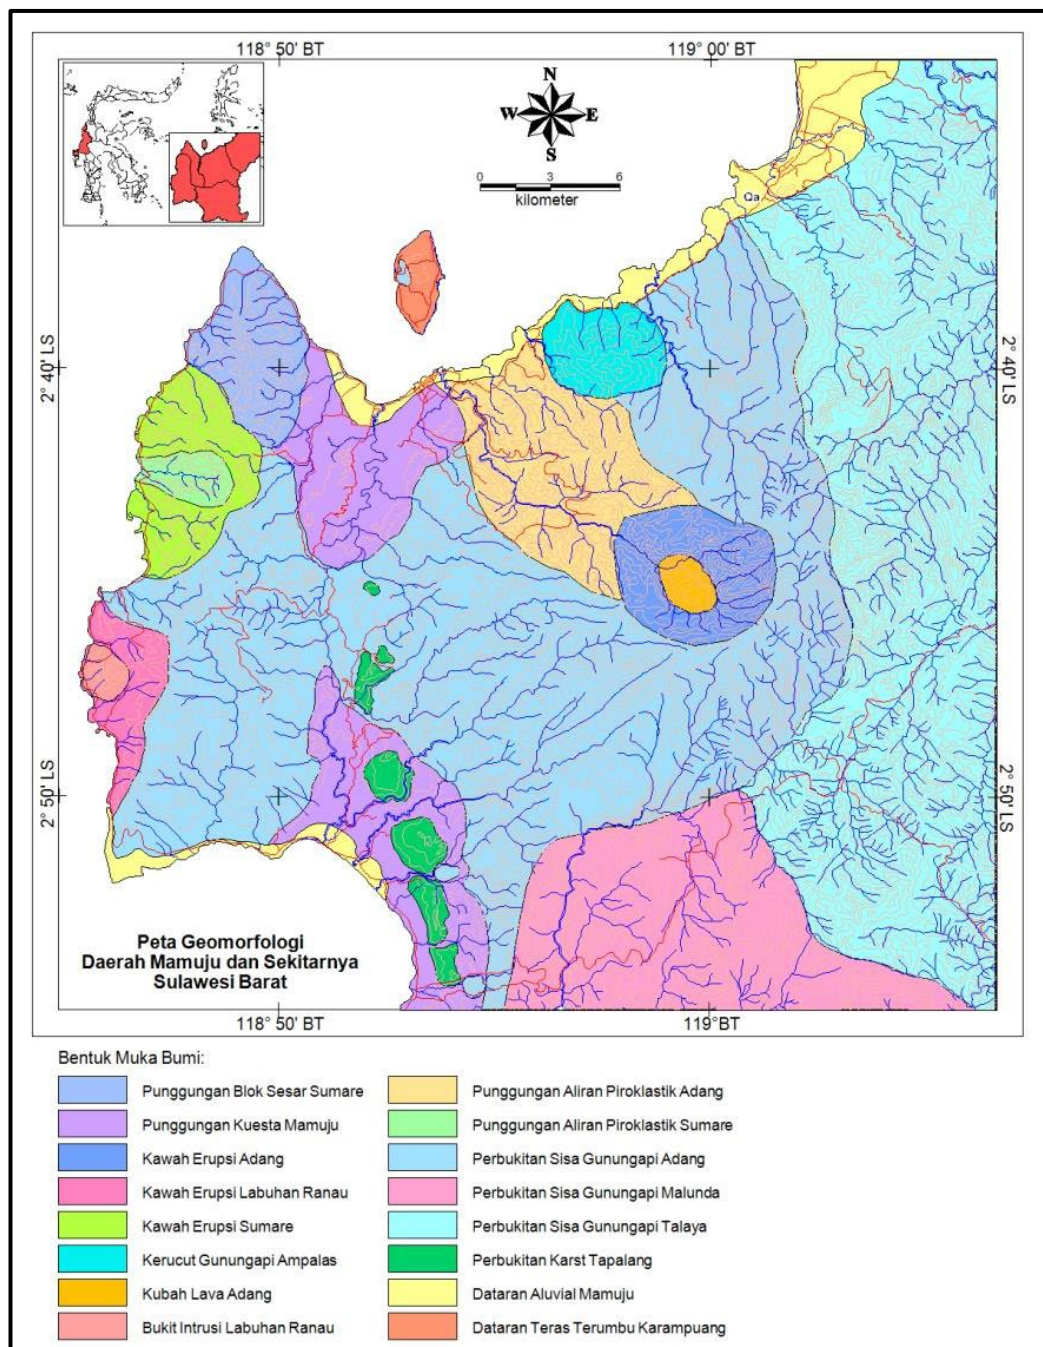 118° 50' BT
119° 00' BT
N
W E
S
0 3 6
kilometer
Qa
2° 40' LS
2° 40' LS
2° 50' LS
2° 50' LS
Peta Geomorfologi
Daerah Mamuju dan Sekitarnya
Sulawesi Barat
118° 50' BT
119°BT
Bentuk Muka Bumi:
Punggungan Blok Sesar Sumare
Punggungan Kuesta Mamuju
Kawah Erupsi Adang
Kawah Erupsi Labuhan Ranau
Kawah Erupsi Sumare
Kerucut Gunungapi Ampalas
Kubah Lava Adang
Bukit Intrusi Labuhan Ranau
Punggungan Aliran Piroklastik Adang
Punggungan Aliran Piroklastik Sumare
Perbukitan Sisa Gunungapi Adang
Perbukitan Sisa Gunungapi Malunda
Perbukitan Sisa Gunungapi Talaya
Perbukitan Karst Tapalang
Dataran Aluvial Mamuju
Dataran Teras Terumbu Karampuang